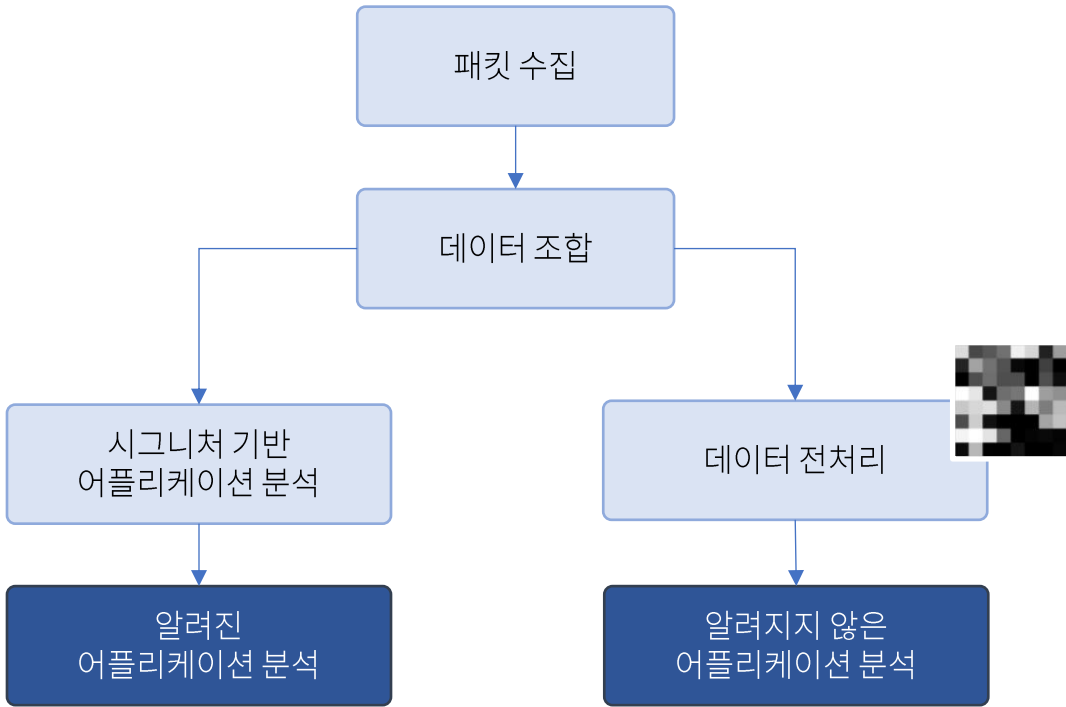 패킷 수집
데이터 조합
시그니처 기반
어플리케이션 분석
데이터 전처리
알려진
어플리케이션 분석
알려지지 않은
어플리케이션 분석